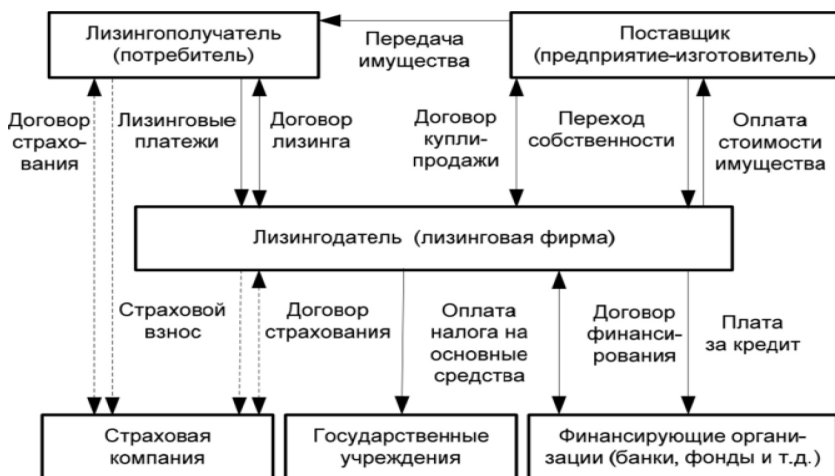 Лизингополучатель
(потребитель)
Передача
имущества
Поставщик
(предприятие-изготовитель)
Договор
страхо-
вания
Лизинговые
платежи
Договор
лизинга
Договор
купли-
продажи
Переход
собственности
Оплата
стоимости
имущества
Лизингодатель (лизинговая фирма)
Страховой
взнос
Договор
страхования
Оплата
налога на
основные
средства
Договор
финанси-
рования
Плата
за кредит
Страховая
компания
Государственные
учреждения
Финансирующие органи-
зации (банки, фонды и т.д.)